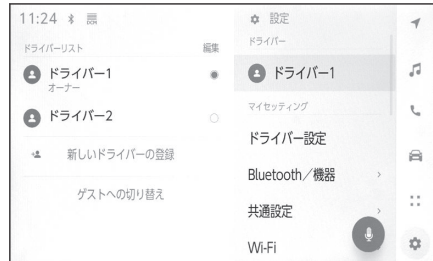 11:24
ドライバーリスト 編集
ドライバー1
オーナー
ドライバー2
新しいドライバーの登録
ゲストへの切り替え
設定
ドライバー
ドライバー1
マイセッティング
ドライバー設定
Bluetooth／機器
共通設定
Wi-Fi